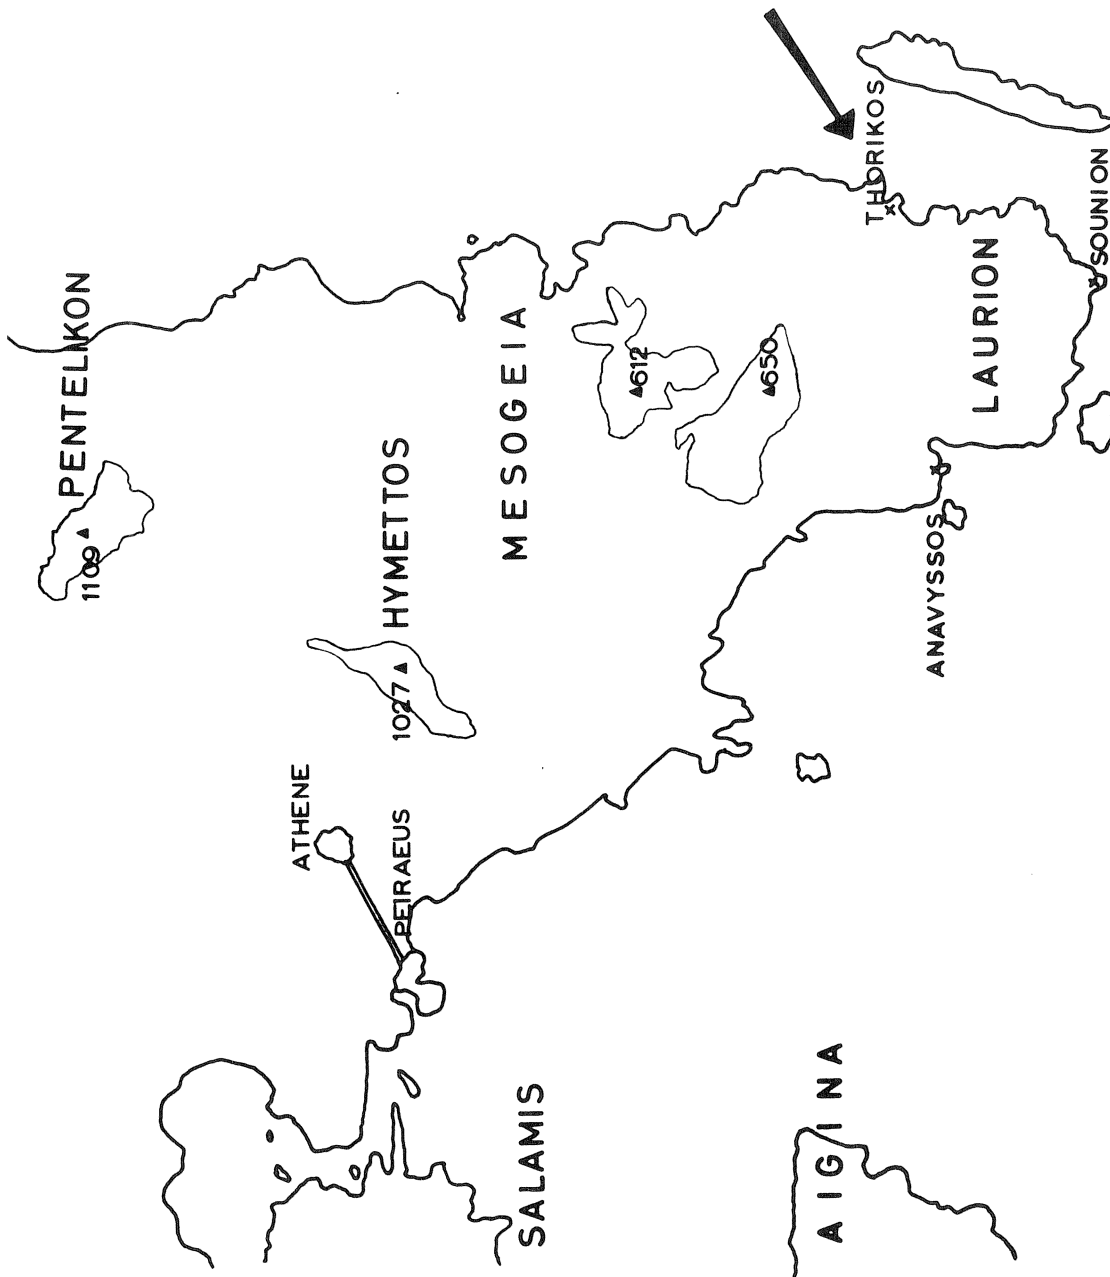 PENTELIKON
1109
HYMETTOS
1027
ATHENE
PEIRAEUS
MESOGEIA
612
650
THORIKOS
LAURION
SOUNION
ANAVYSSOS
SALAMIS
AIGINA